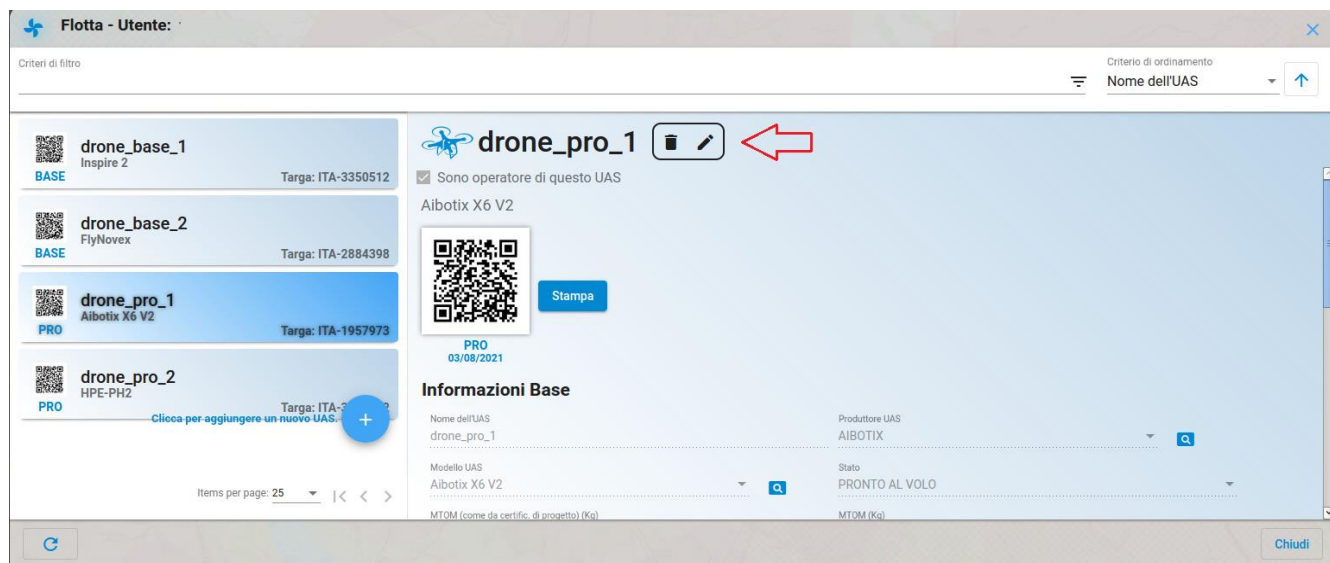 Flotta - Utente:
Criteri di filtro
Criterio di ordinamento
Nome dell'UAS
drone_base_1
Inspire 2
BASE
Targa: ITA-3350512
drone_base_2
FlyNovex
BASE
Targa: ITA-2884398
drone_pro_1
Aibotix X6 V2
PRO
Targa: ITA-1957973
drone_pro_2
HPE-PH2
PRO
Targa: ITA-3
Clicca per aggiungere un nuovo UAS.
+
Items per page: 25
drone_pro_1
Sono operatore di questo UAS
Aibotix X6 V2
Stampa
PRO
03/08/2021
Informazioni Base
Nome dell'UAS
drone_pro_1
Produttore UAS
AIBOTIX
Modello UAS
Aibotix X6 V2
Stato
PRONTO AL VOLO
MTOM (come da certific. di progetto) (Kg)
MTOM (Kg)
Chiudi